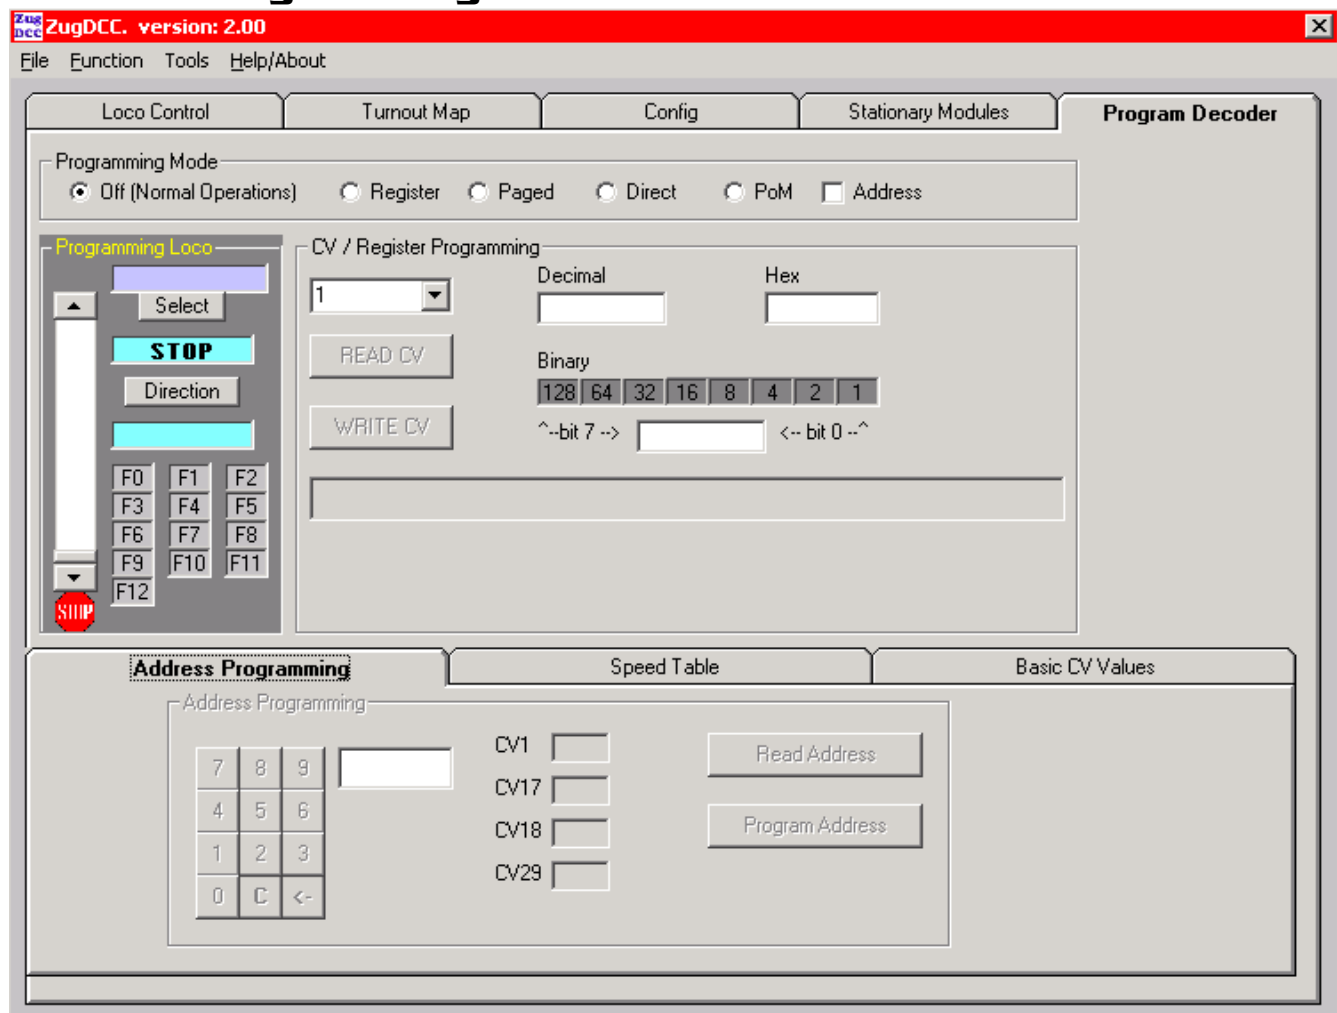 Zug DCC ZugDCC. version: 2.00
File Function Tools Help/About
Loco Control Turnout Map Config Stationary Modules Program Decoder
Programming Mode
Off (Normal Operations) Register Paged Direct PoM Address
Programming Loco
Select
STOP
Direction
F0 F1 F2
F3 F4 F5
F6 F7 F8
F9 F10 F11
F12
STOP
CV / Register Programming
Decimal Hex
1
READ CV
Binary
128 64 32 16 8 4 2 1
WRITE CV
^--bit 7 --> <-- bit 0 --^
Address Programming Speed Table Basic CV Values
Address Programming
7 8 9
4 5 6
1 2 3
0 C <-
CV1
CV17
CV18
CV29
Read Address
Program Address